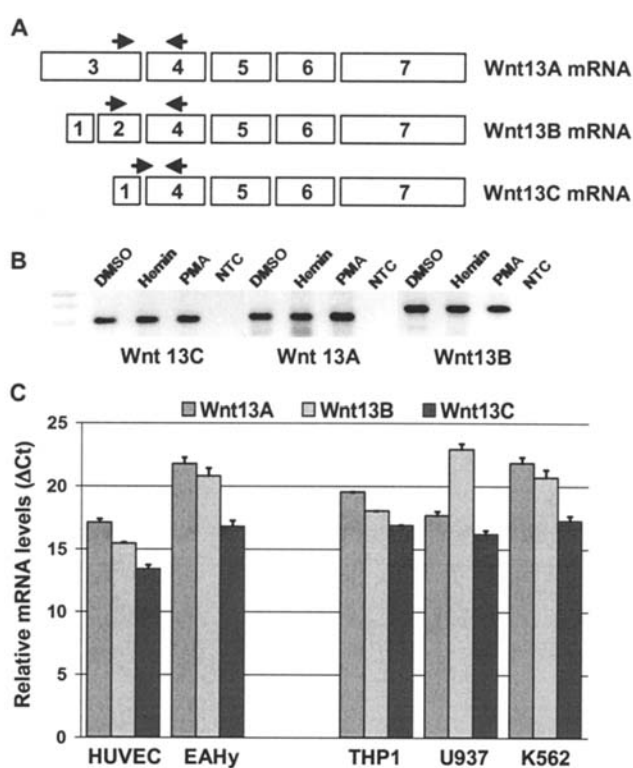 A
3 4 5 6 7 Wnt13A mRNA
1 2 4 5 6 7 Wnt13B mRNA
1 4 5 6 7 Wnt13C mRNA
B
DMSO Hemin PMA NTC DMSO Hemin PMA NTC DMSO Hemin PMA NTC
Wnt 13C Wnt 13A Wnt13B
C
Wnt13A Wnt13B Wnt13C
Relative mRNA levels (ΔCt)
25
20
15
10
5
0
HUVEC EAHy THP1 U937 K562